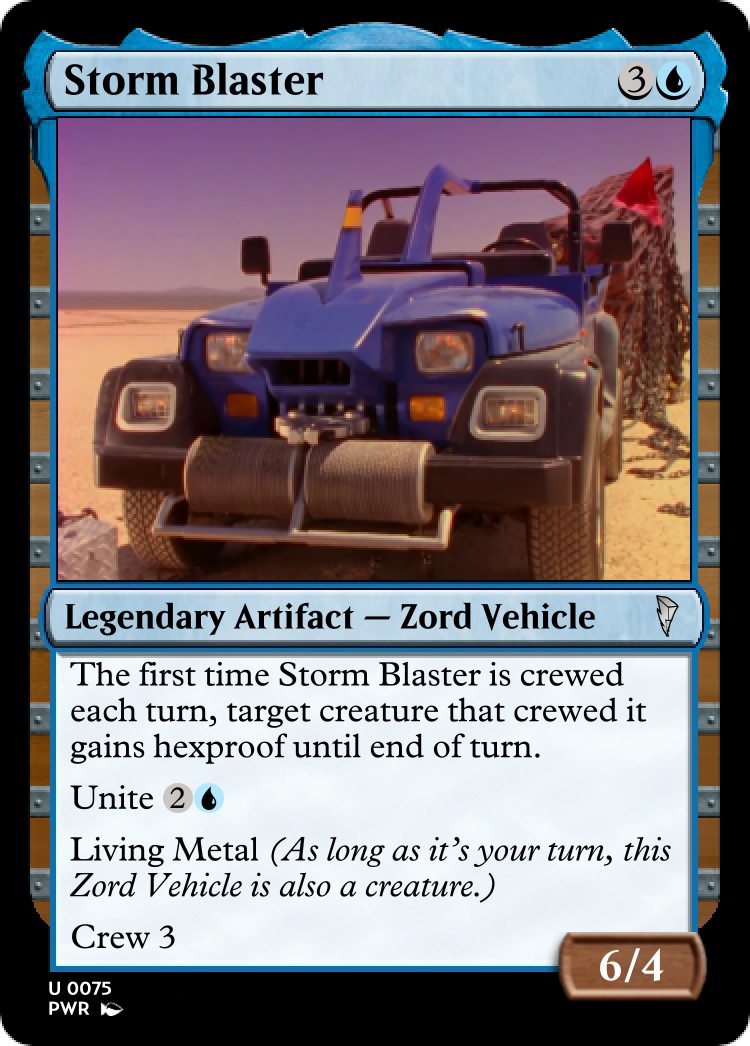 Storm Blaster 3
Legendary Artifact — Zord Vehicle
The first time Storm Blaster is crewed
each turn, target creature that crewed it
gains hexproof until end of turn.
Unite 2
Living Metal (As long as it's your turn, this
Zord Vehicle is also a creature.)
Crew 3
6/4
U 0075
PWR